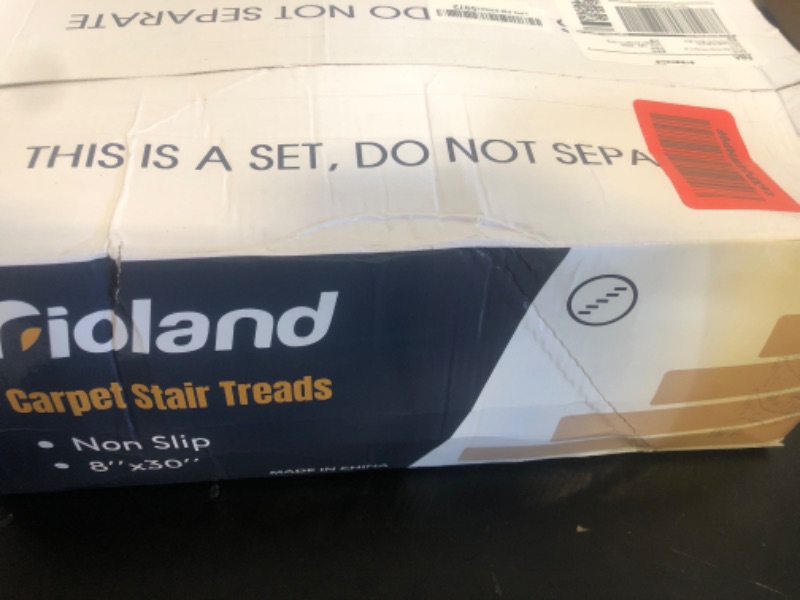 DO NOT SEPARATE
THIS IS A SET, DO NOT SEPA
Rioland
Carpet Stair Treads
• Non Slip
• 8''x30''
MADE IN CHINA